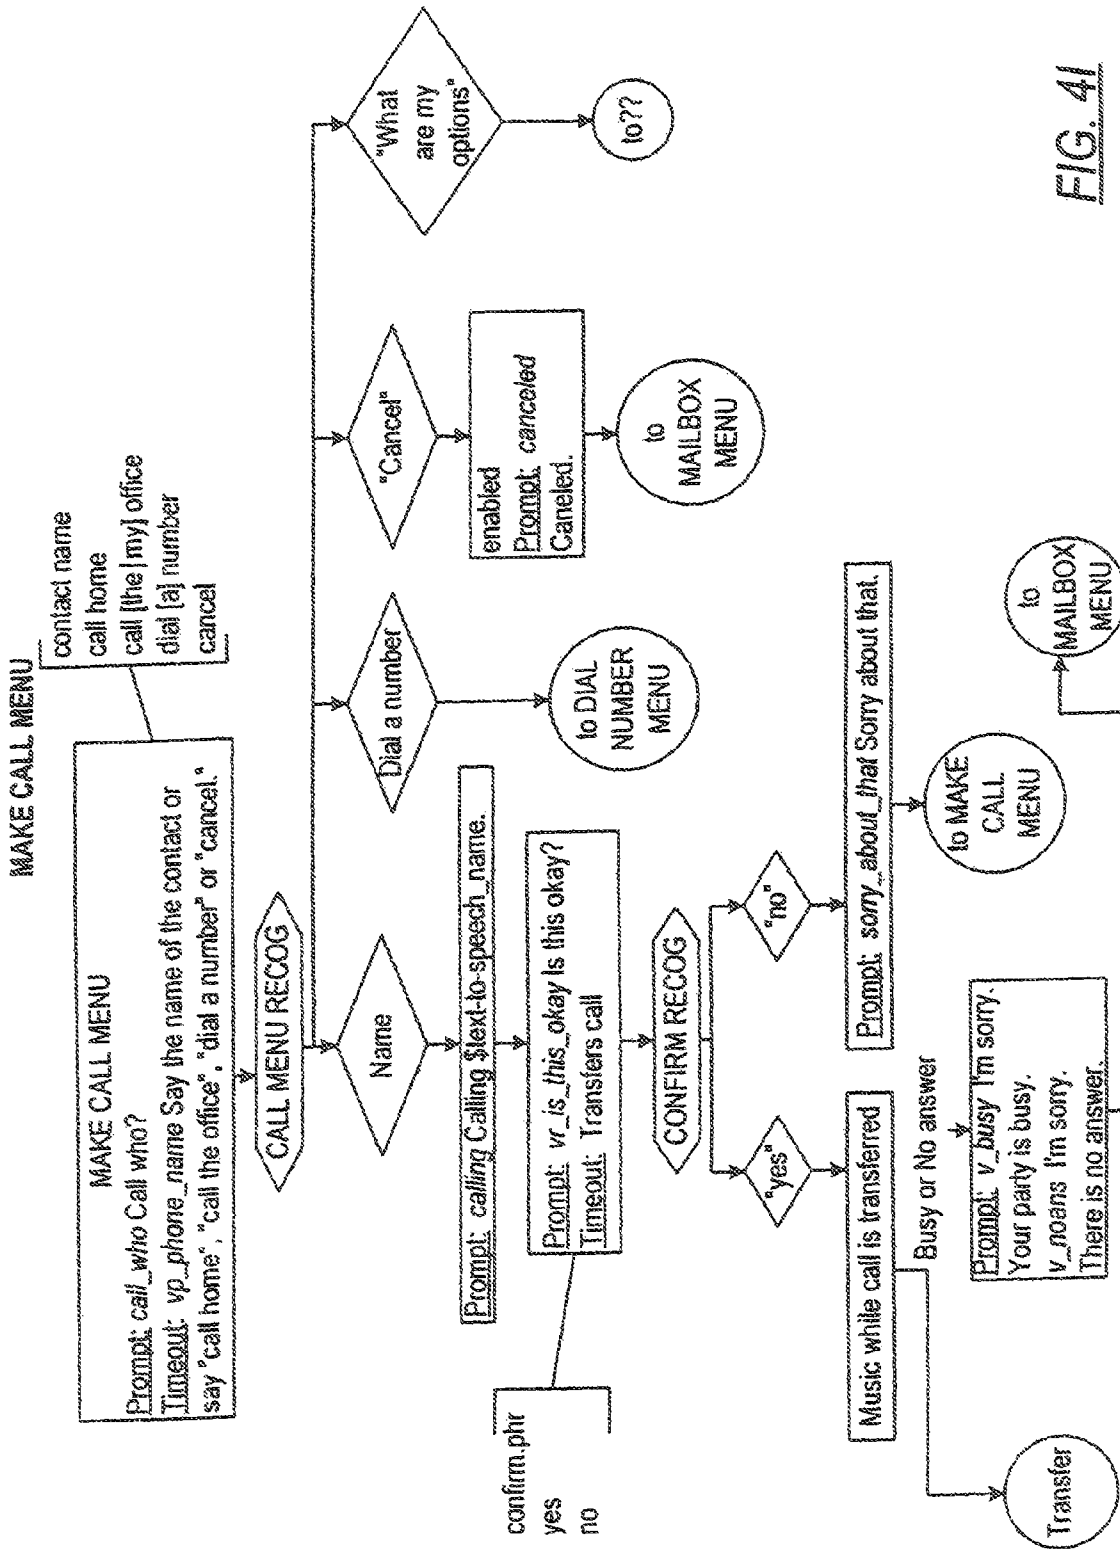 MAKE CALL MENU
MAKE CALL MENU
Prompt: call_who Call who?
Timeout: vp_phone_name Say the name of the contact or
say "call home", "call the office", "dial a number" or "cancel."
contact name
call home
call [the|my] office
dial [a] number
cancel
CALL MENU RECOG
Name
Dial a number
"Cancel"
"What
are my
options"
Prompt: calling Calling $text-to-speech_name.
to DIAL
NUMBER
MENU
enabled
Prompt: canceled
Caneled.
to??
to
MAILBOX
MENU
confirm.phr
yes
no
Prompt: vr_is_this_okay Is this okay?
Timeout: Transfers call
CONFIRM RECOG
"yes"
"no"
Music while call is transferred
Prompt: sorry_about_that Sorry about that.
Busy or No answer
to MAKE
CALL
MENU
Transfer
Prompt: v_busy I'm sorry.
Your party is busy.
v_noans I'm sorry.
There is no answer.
to
MAILBOX
MENU
FIG. 4I